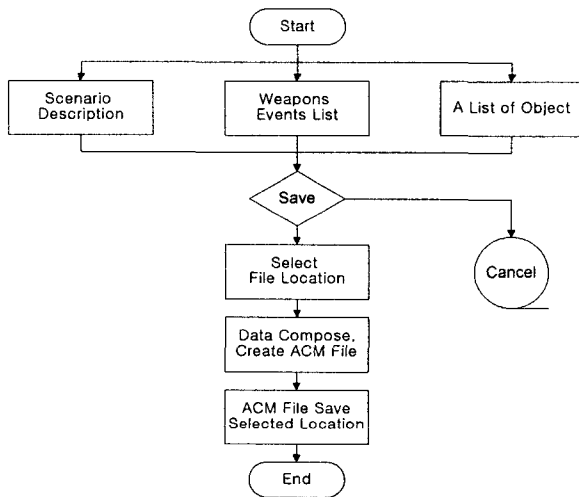 Start
Scenario
Description
Weapons
Events List
A List of Object
Save
Select
File Location
Cancel
Data Compose,
Create ACM File
ACM File Save
Selected Location
End